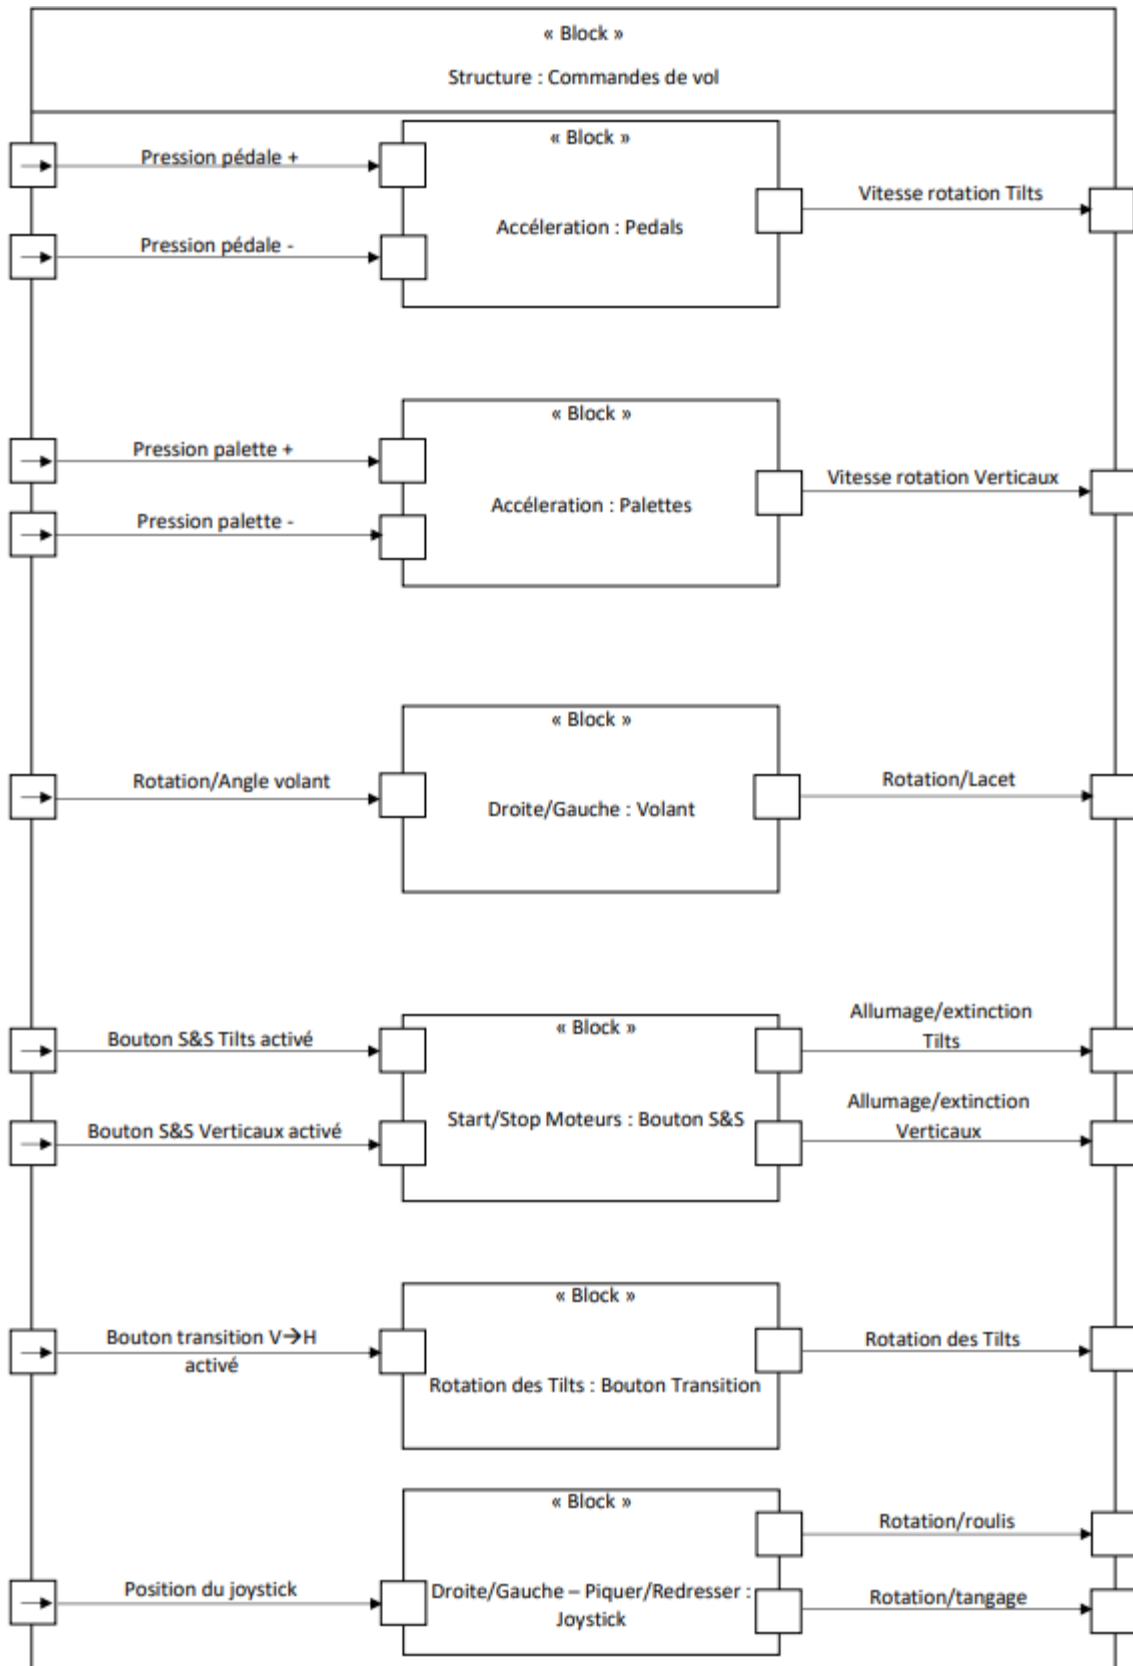 « Block »
Structure : Commandes de vol
« Block »
Pression pédale +
Vitesse rotation Tilts
Accéleration : Pedals
Pression pédale -
« Block »
Pression palette +
Vitesse rotation Verticaux
Accéleration : Palettes
Pression palette -
« Block »
Rotation/Angle volant
Rotation/Lacet
Droite/Gauche : Volant
« Block »
Bouton S&S Tilts activé
Allumage/extinction
Tilts
Start/Stop Moteurs : Bouton S&S
Bouton S&S Verticaux activé
Allumage/extinction
Verticaux
« Block »
Bouton transition V→H
activé
Rotation des Tilts
Rotation des Tilts : Bouton Transition
« Block »
Rotation/roulis
Position du joystick
Droite/Gauche – Piquer/Redresser :
Joystick
Rotation/tangage